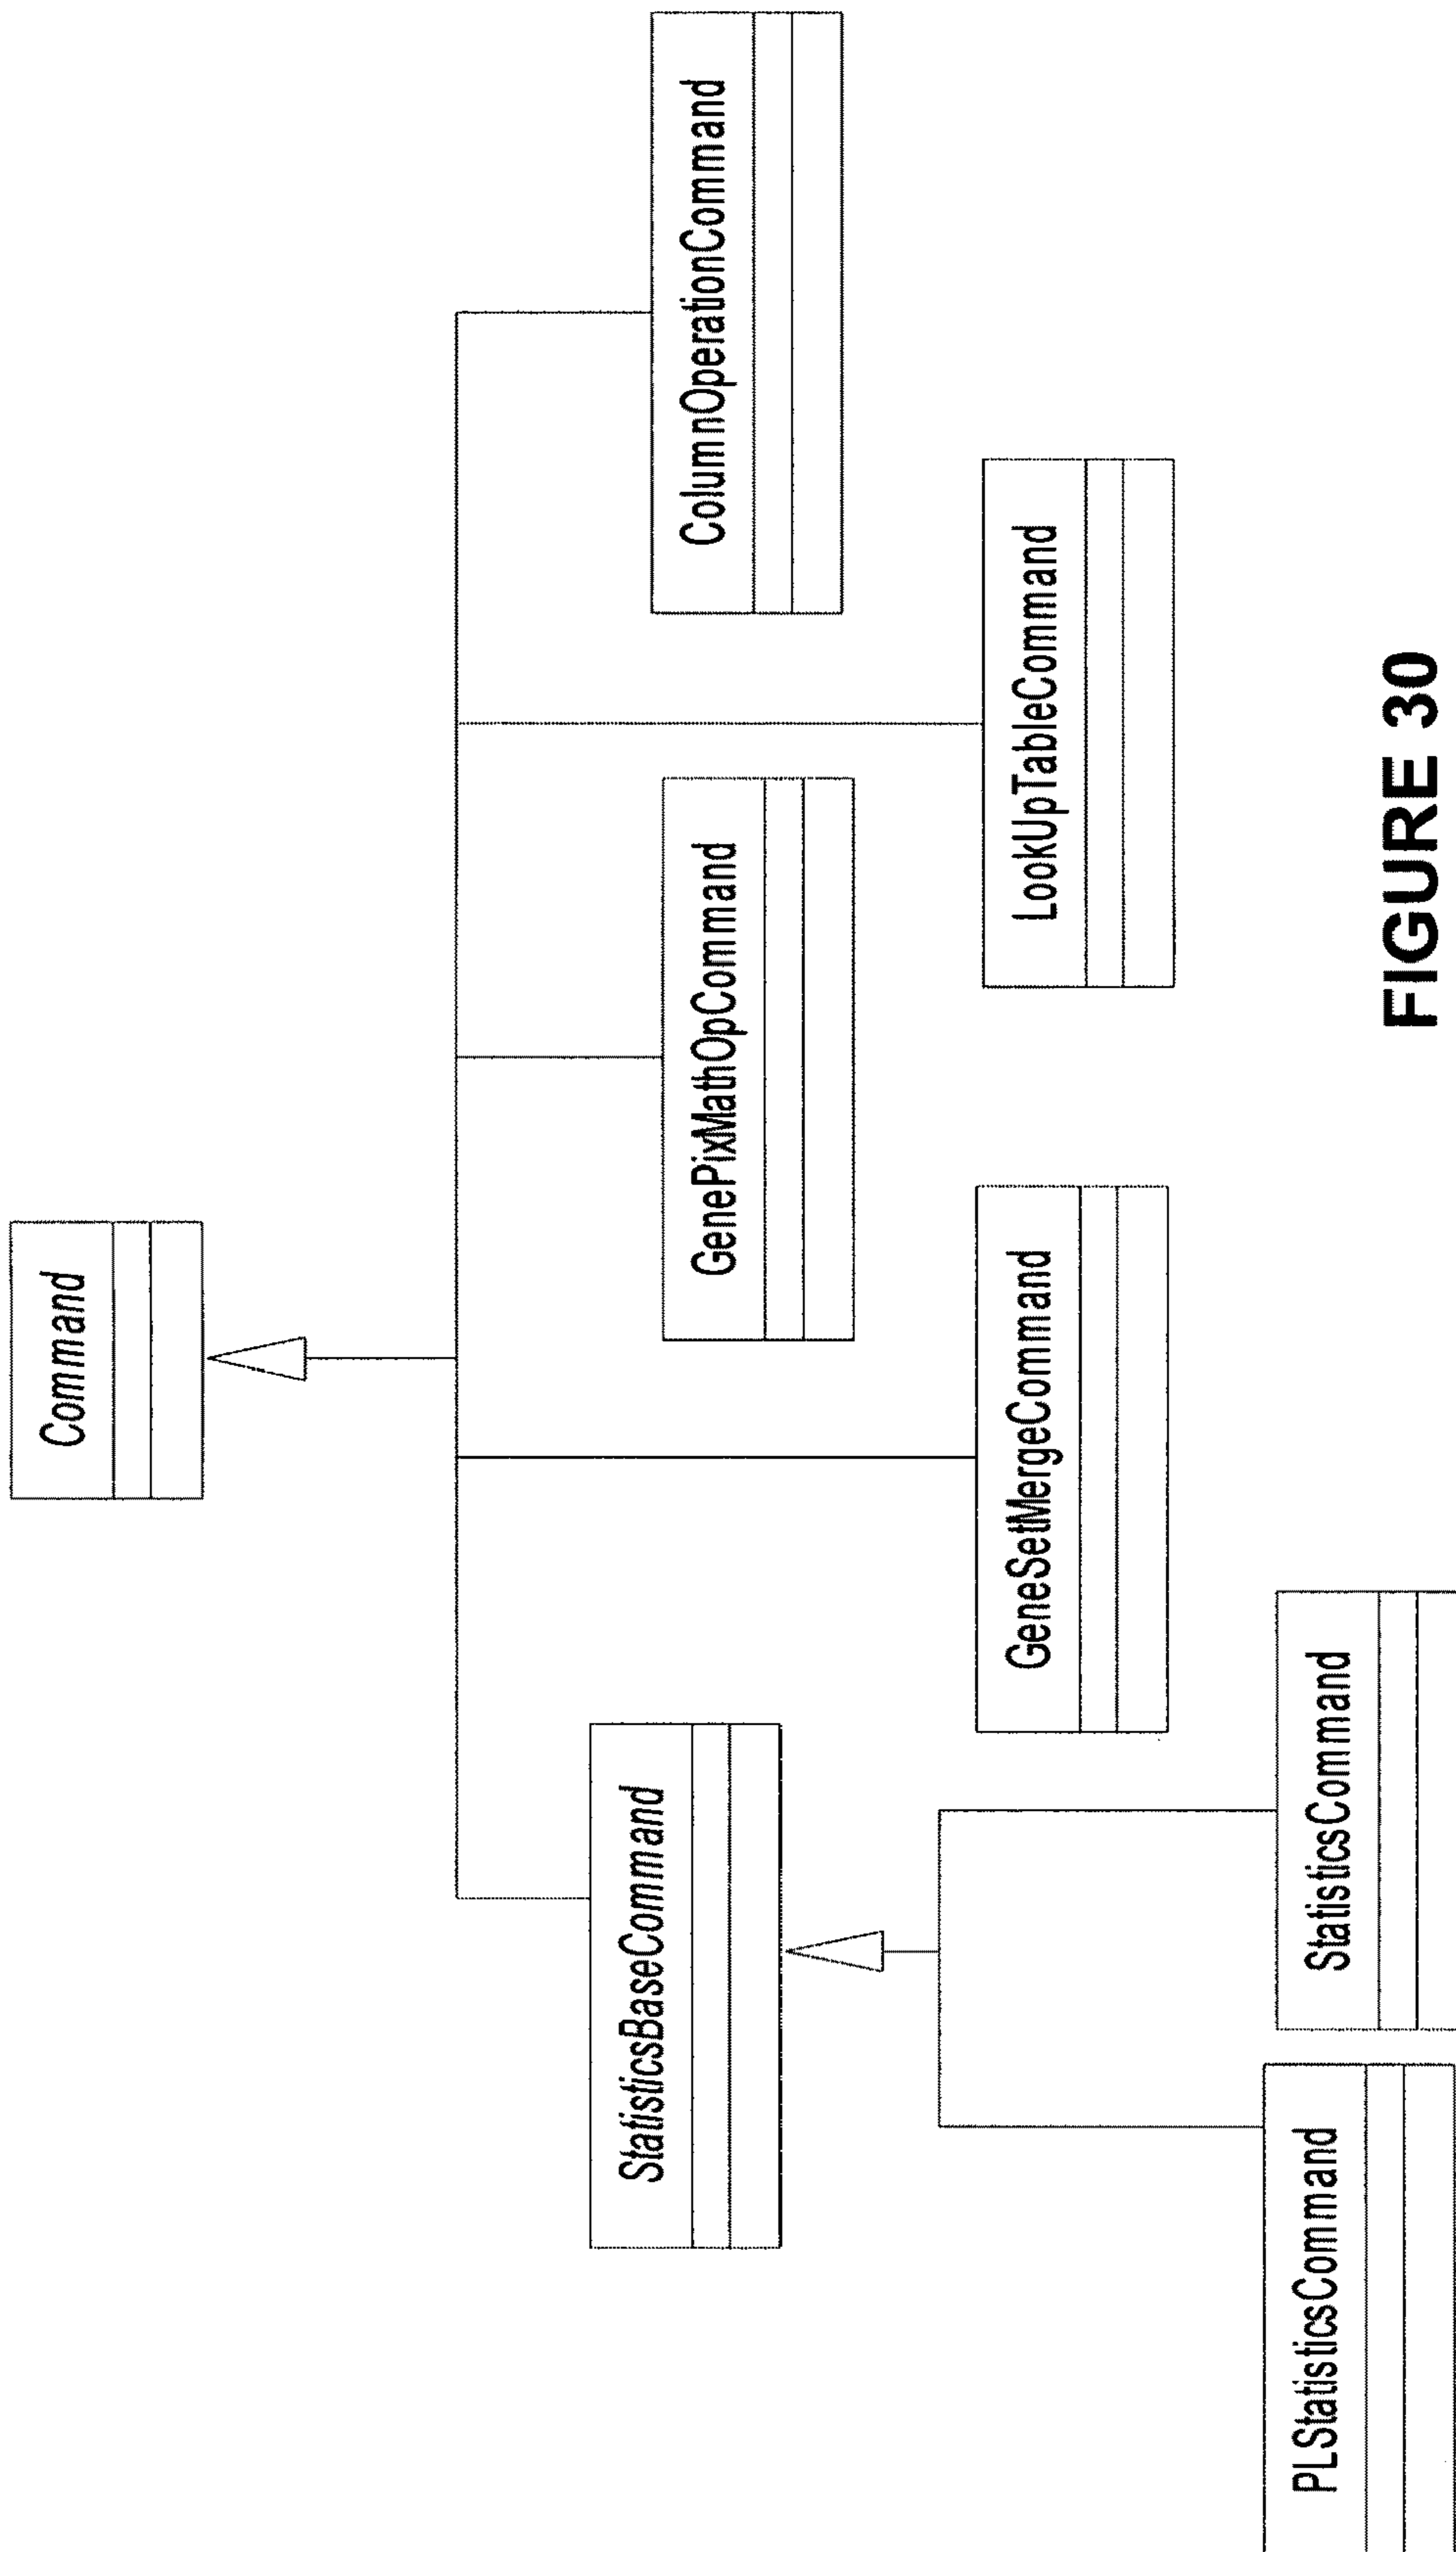 Command
ColumnOperationCommand
GenePixMathOpCommand
StatisticsBaseCommand
LookUpTableCommand
GeneSetMergeCommand
StatisticsCommand
PLStatisticsCommand
FIGURE 30